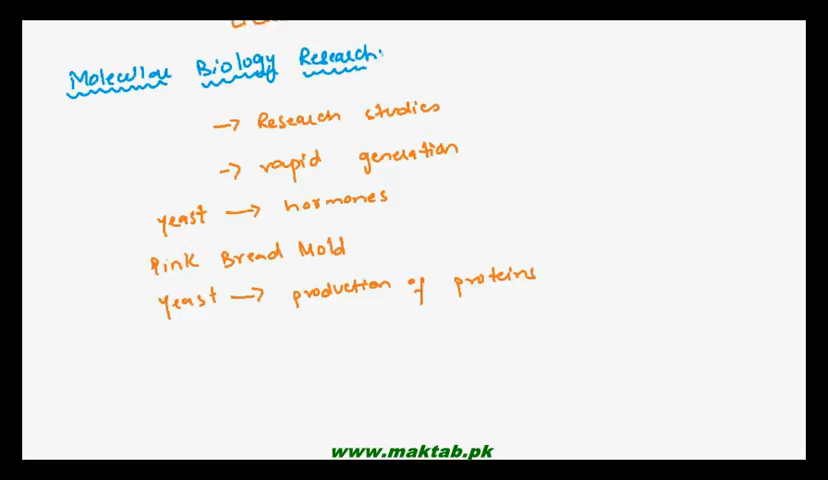 Molecular Biology Research:
→ Research studies
→ rapid generation
yeast → hormones
Pink Bread Mold
Yeast → production of proteins
www.maktab.pk